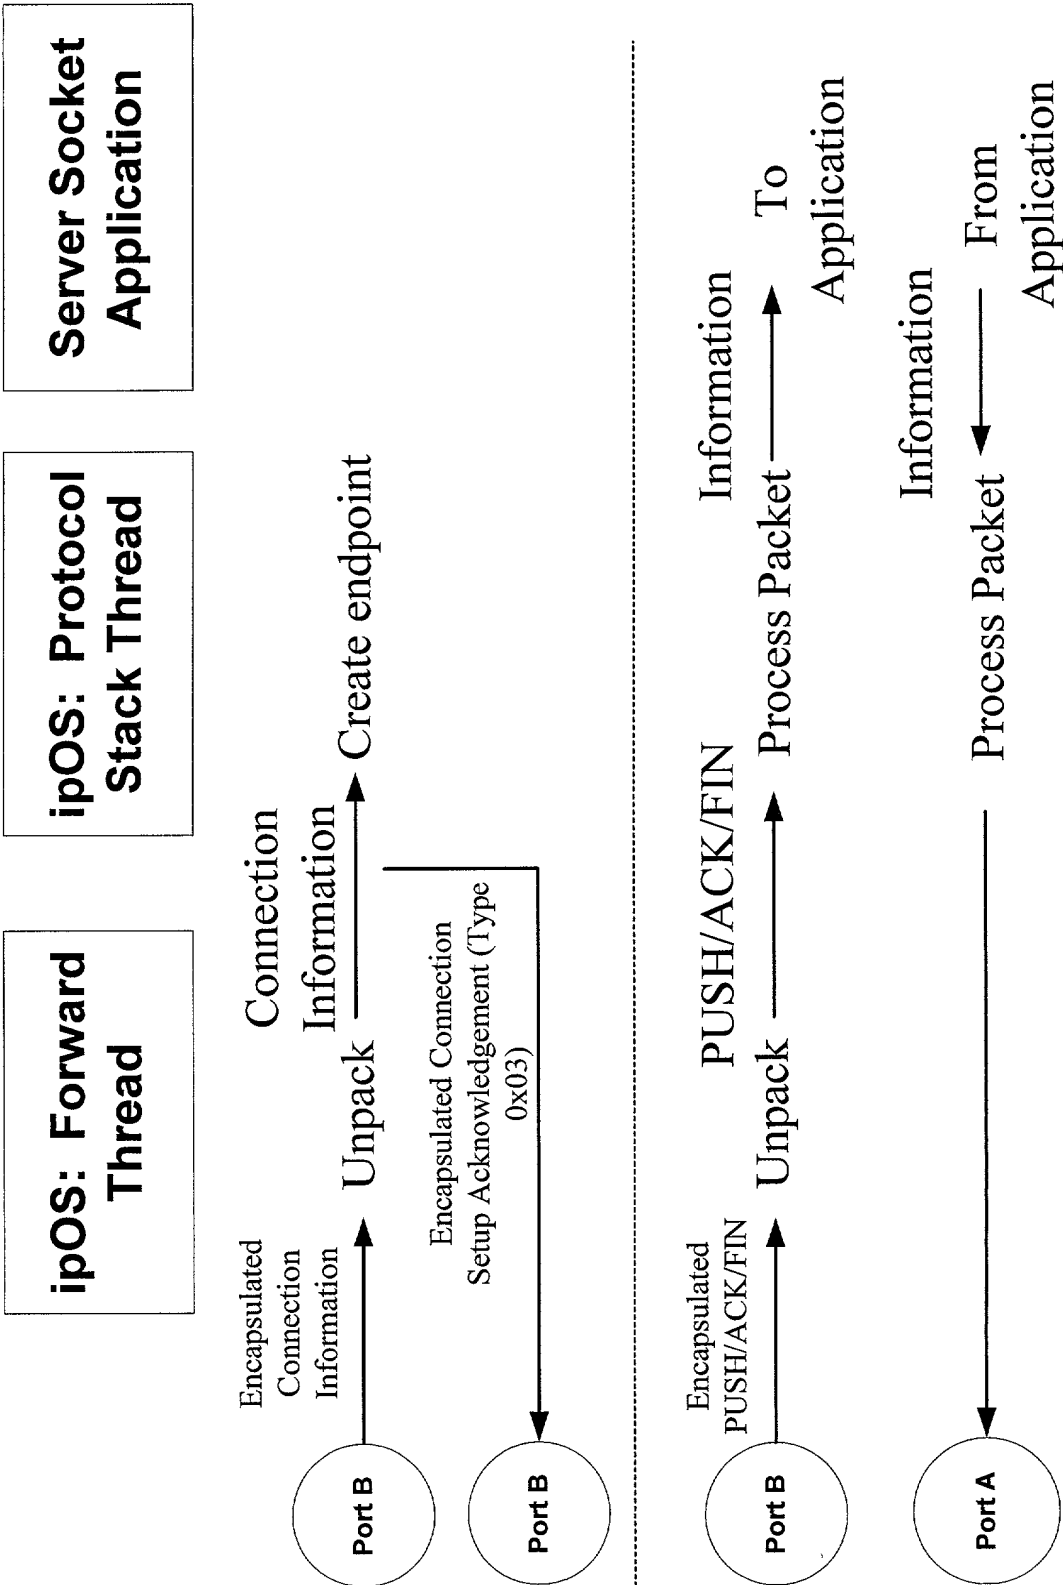 ipOS: Forward
Thread
ipOS: Protocol
Stack Thread
Server Socket
Application
Port B
Encapsulated
Connection
Information
Unpack
Connection
Information
Create endpoint
Port B
Encapsulated Connection
Setup Acknowledgement (Type
0x03)
Port B
Encapsulated
PUSH/ACK/FIN
Unpack
PUSH/ACK/FIN
Process Packet
Information
To
Application
Port A
Process Packet
Information
From
Application